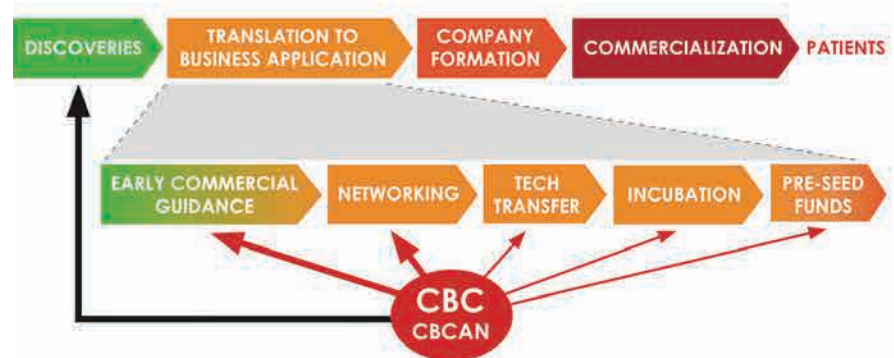 DISCOVERIES
TRANSLATION TO
BUSINESS APPLICATION
COMPANY
FORMATION
COMMERCIALIZATION
PATIENTS
EARLY COMMERCIAL
GUIDANCE
NETWORKING
TECH
TRANSFER
INCUBATION
PRE-SEED
FUNDS
CBC
CBCAN